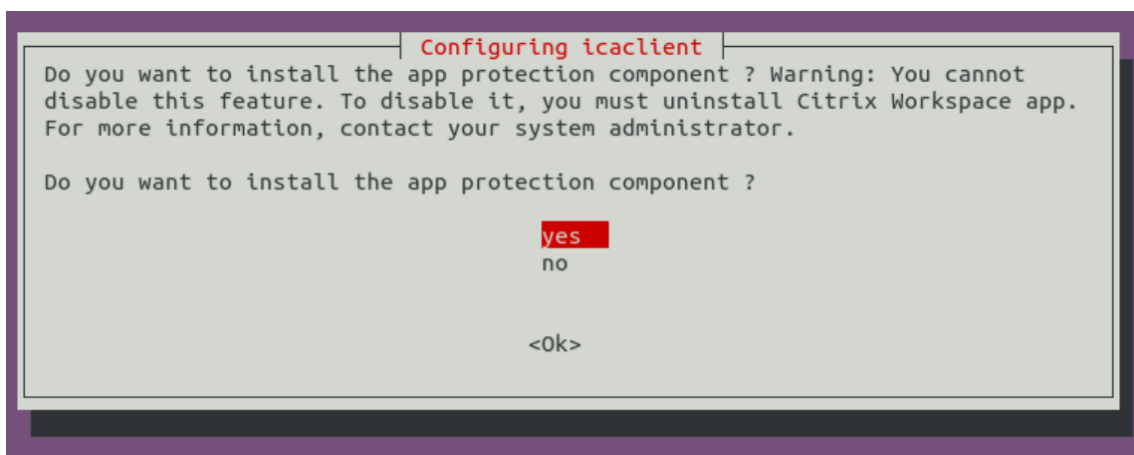 Configuring icaclient
Do you want to install the app protection component ? Warning: You cannot
disable this feature. To disable it, you must uninstall Citrix Workspace app.
For more information, contact your system administrator.
Do you want to install the app protection component ?
yes
no
<Ok>